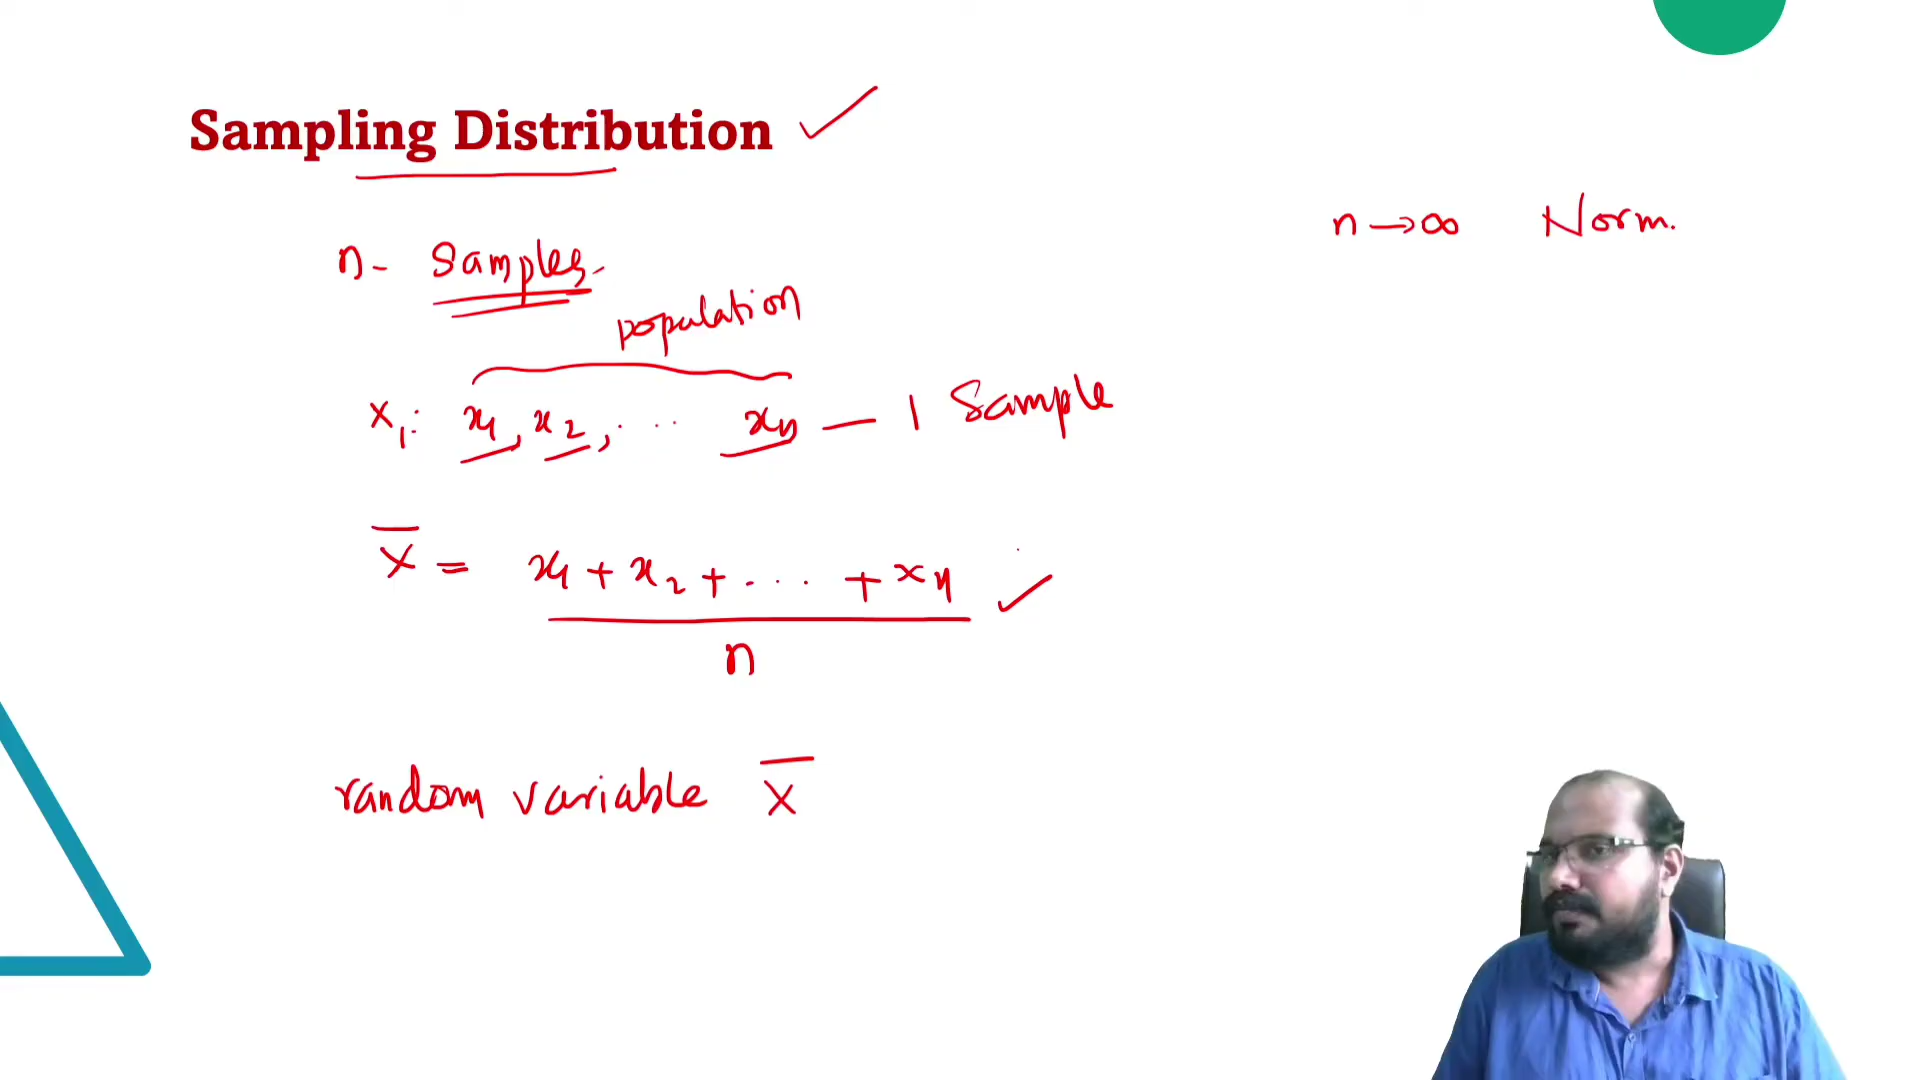 Sampling Distribution
n → ∞ Norm.
n - Samples.
population
X₁: x₁, x₂, ... xₙ — 1 Sample
X̅ = x₁ + x₂ + .... + xₙ
n
random variable X̅